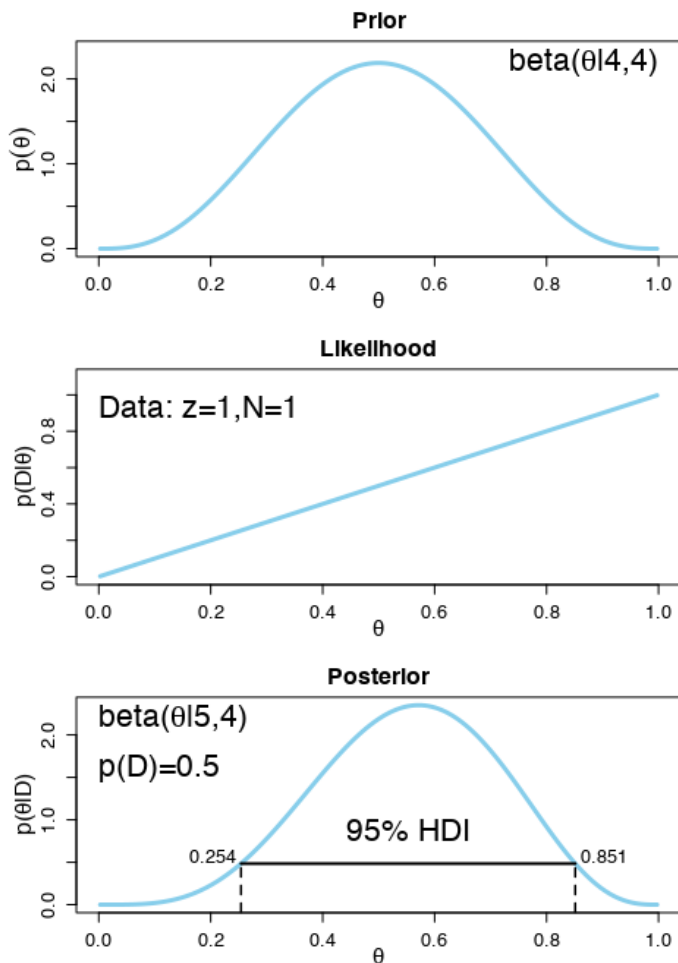 Prior
beta(θ|4,4)
p(θ)
0.0 1.0 2.0
0.0 0.2 0.4 0.6 0.8 1.0
θ
Likelihood
Data: z=1,N=1
p(D|θ)
0.0 0.4 0.8
0.0 0.2 0.4 0.6 0.8 1.0
θ
Posterior
beta(θ|5,4)
p(D)=0.5
95% HDI
0.254 0.851
p(θ|D)
0.0 1.0 2.0
0.0 0.2 0.4 0.6 0.8 1.0
θ